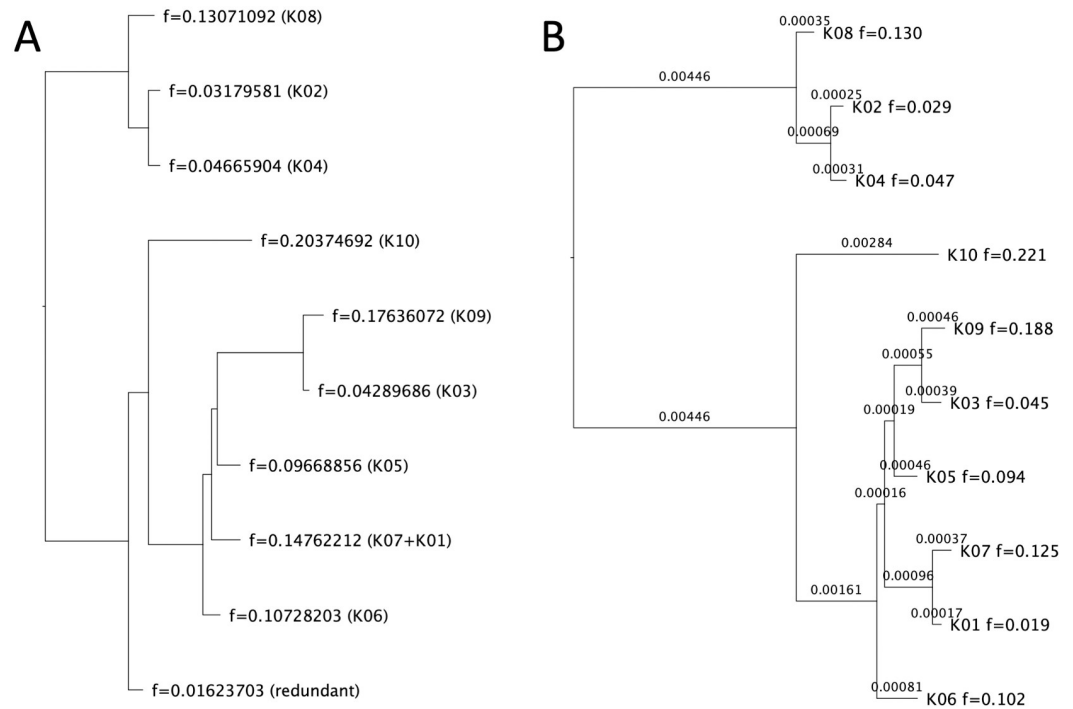 A
f=0.13071092 (K08)
f=0.03179581 (K02)
f=0.04665904 (K04)
f=0.20374692 (K10)
f=0.17636072 (K09)
f=0.04289686 (K03)
f=0.09668856 (K05)
f=0.14762212 (K07+K01)
f=0.10728203 (K06)
f=0.01623703 (redundant)
B
0.00035
K08 f=0.130
0.00446
0.00025
K02 f=0.029
0.00069
0.00031
K04 f=0.047
0.00284
K10 f=0.221
0.00046
K09 f=0.188
0.00055
0.00039
K03 f=0.045
0.00019
0.00446
0.00046
K05 f=0.094
0.00016
0.00037
K07 f=0.125
0.00096
0.00161
0.00017
K01 f=0.019
0.00081
K06 f=0.102